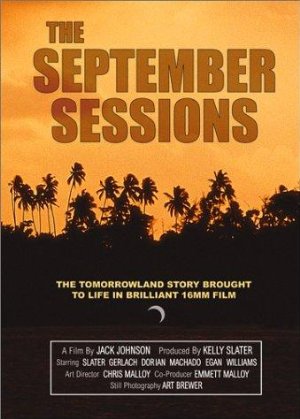 THE
SEPTEMBER
SESSIONS
THE TOMORROWLAND STORY BROUGHT
TO LIFE IN BRILLIANT 16MM FILM
A Film By JACK JOHNSON Produced By KELLY SLATER
Starring SLATER GERLACH DORIAN MACHADO EGAN WILLIAMS
Art Director CHRIS MALLOY Co-Producer EMMETT MALLOY
Still Photography ART BREWER